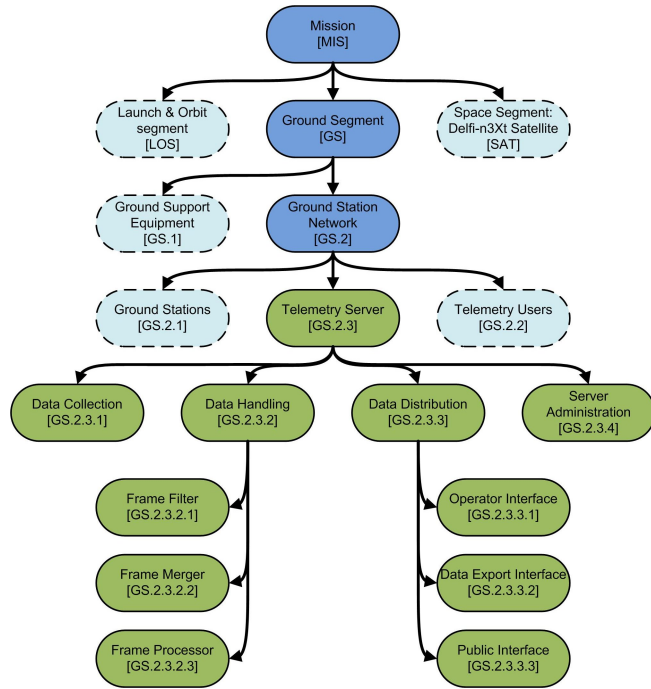 Mission
[MIS]
Launch & Orbit
segment
[LOS]
Ground Segment
[GS]
Space Segment:
Delfi-n3Xt Satellite
[SAT]
Ground Support
Equipment
[GS.1]
Ground Station
Network
[GS.2]
Ground Stations
[GS.2.1]
Telemetry Server
[GS.2.3]
Telemetry Users
[GS.2.2]
Data Collection
[GS.2.3.1]
Data Handling
[GS.2.3.2]
Data Distribution
[GS.2.3.3]
Server
Administration
[GS.2.3.4]
Frame Filter
[GS.2.3.2.1]
Operator Interface
[GS.2.3.3.1]
Frame Merger
[GS.2.3.2.2]
Data Export Interface
[GS.2.3.3.2]
Frame Processor
[GS.2.3.2.3]
Public Interface
[GS.2.3.3.3]